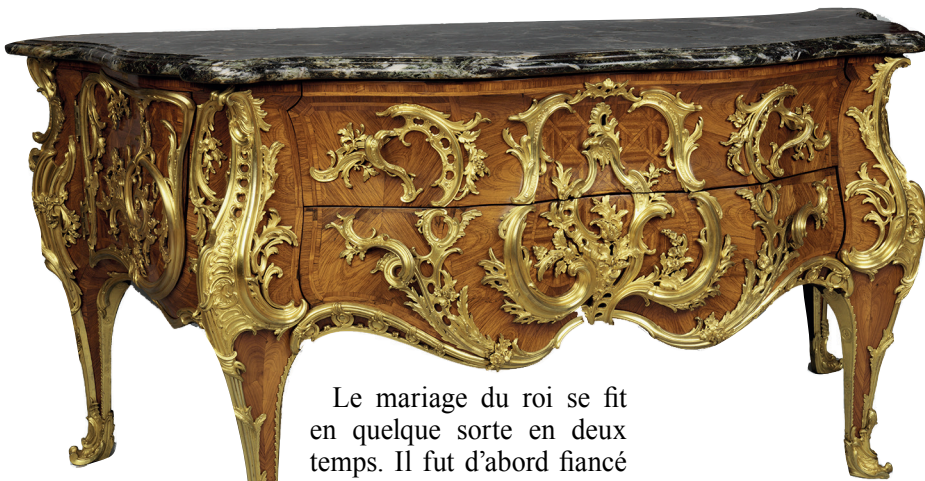 Le mariage du roi se fit
en quelque sorte en deux
temps. Il fut d'abord fiancé